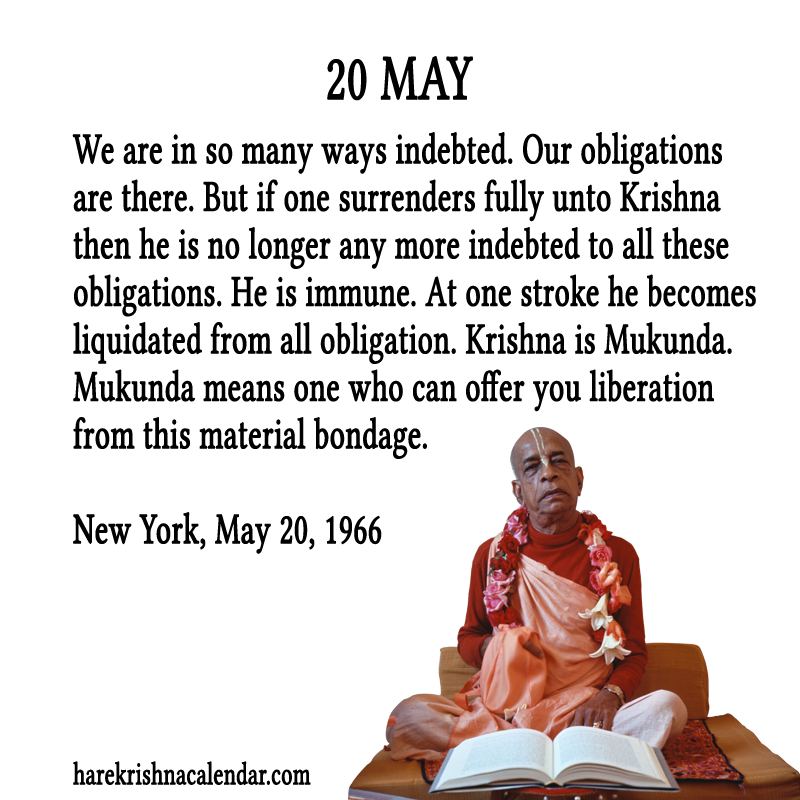 20 MAY
We are in so many ways indebted. Our obligations
are there. But if one surrenders fully unto Krishna
then he is no longer any more indebted to all these
obligations. He is immune. At one stroke he becomes
liquidated from all obligation. Krishna is Mukunda.
Mukunda means one who can offer you liberation
from this material bondage.
New York, May 20, 1966
harekrishnacalendar.com